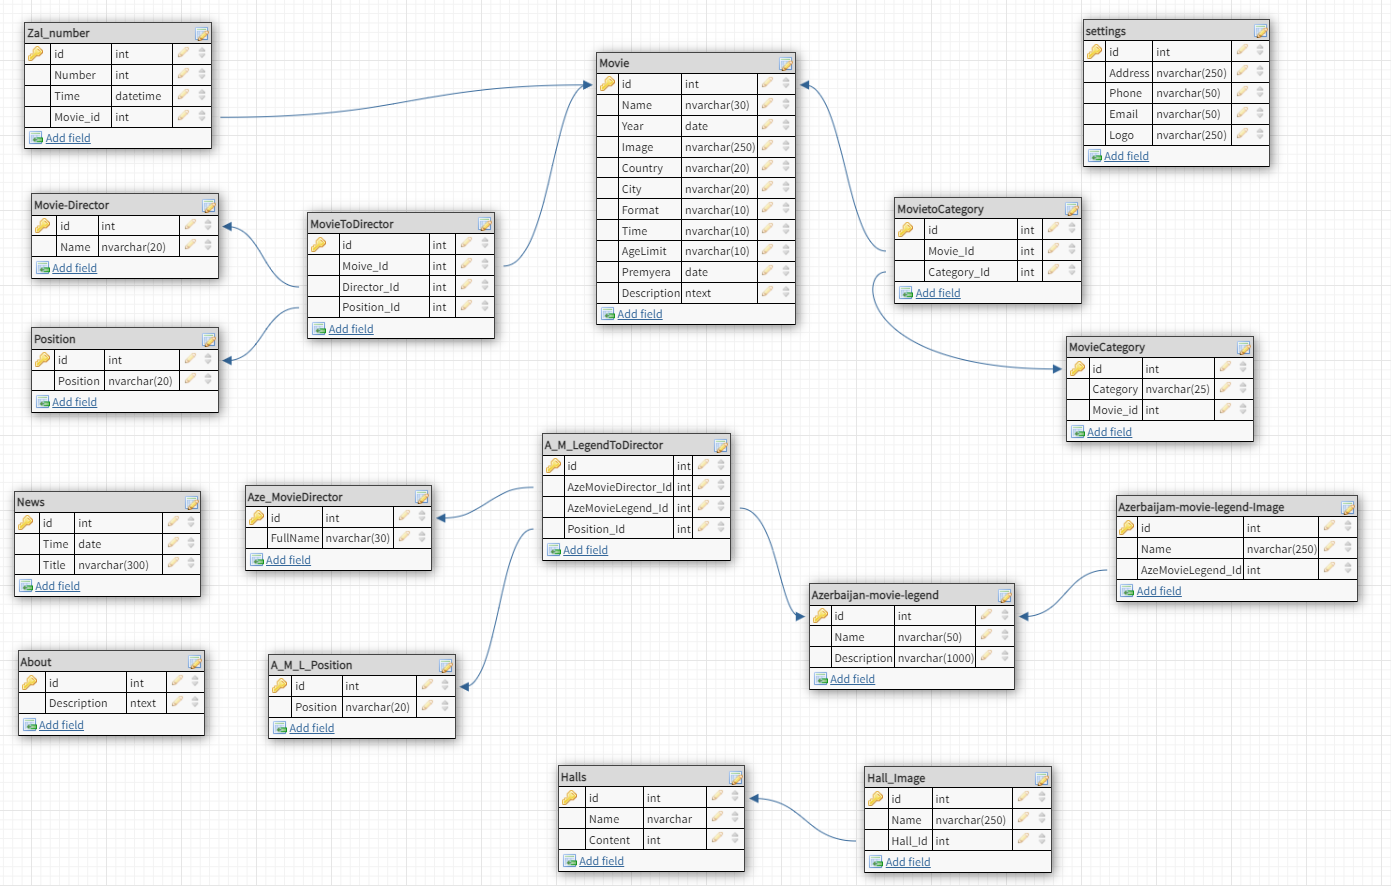 Zal_number
id int
Number int
Time datetime
Movie_id int
Add field
Movie-Director
id int
Name nvarchar(20)
Add field
Position
id int
Position nvarchar(20)
Add field
MovieToDirector
id int
Moive_Id int
Director_Id int
Position_Id int
Add field
Movie
id int
Name nvarchar(30)
Year date
Image nvarchar(250)
Country nvarchar(20)
City nvarchar(20)
Format nvarchar(10)
Time nvarchar(10)
AgeLimit nvarchar(10)
Premyera date
Description ntext
Add field
settings
id int
Address nvarchar(250)
Phone nvarchar(50)
Email nvarchar(50)
Logo nvarchar(250)
Add field
MovietoCategory
id int
Movie_Id int
Category_Id int
Add field
MovieCategory
id int
Category nvarchar(25)
Movie_id int
Add field
A_M_LegendToDirector
id int
AzeMovieDirector_Id int
AzeMovieLegend_Id int
Position_Id int
Add field
News
id int
Time date
Title nvarchar(300)
Add field
Aze_MovieDirector
id int
FullName nvarchar(30)
Add field
Azerbaijam-movie-legend-Image
id int
Name nvarchar(250)
AzeMovieLegend_Id int
Add field
Azerbaijan-movie-legend
id int
Name nvarchar(50)
Description nvarchar(1000)
Add field
About
id int
Description ntext
Add field
A_M_L_Position
id int
Position nvarchar(20)
Add field
Halls
id int
Name nvarchar
Content int
Add field
Hall_Image
id int
Name nvarchar(250)
Hall_Id int
Add field